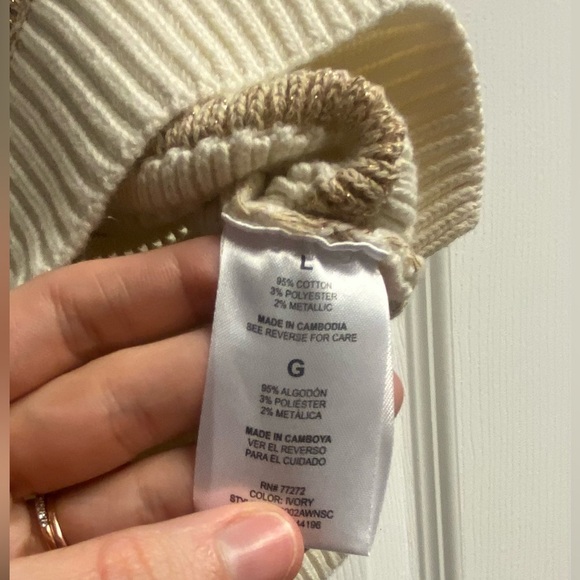 L
95% COTTON
3% POLYESTER
2% METALLIC
MADE IN CAMBODIA
SEE REVERSE FOR CARE
G
95% ALGODÓN
3% POLIÉSTER
2% METÁLICA
MADE EN CAMBOYA
VER EL REVERSO
PARA EL CUIDADO
RN# 77272
COLOR: IVORY